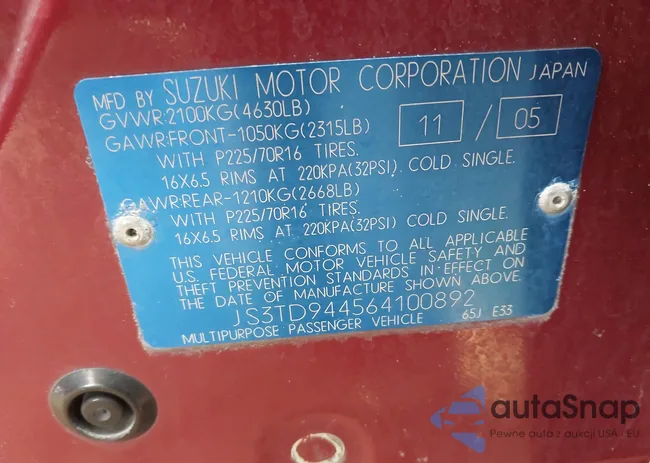 MFD BY SUZUKI MOTOR CORPORATION JAPAN
GVWR:2100KG(4630LB)
GAWR:FRONT-1050KG(2315LB) 11 / 05
WITH P225/70R16 TIRES.
16X6.5 RIMS AT 220KPA(32PSI) COLD SINGLE.
GAWR:REAR-1210KG(2668LB)
WITH P225/70R16 TIRES.
16X6.5 RIMS AT 220KPA(32PSI) COLD SINGLE.
THIS VEHICLE CONFORMS TO ALL APPLICABLE
U.S. FEDERAL MOTOR VEHICLE SAFETY AND
THEFT PREVENTION STANDARDS IN EFFECT ON
THE DATE OF MANUFACTURE SHOWN ABOVE.
JS3TD944564100892
MULTIPURPOSE PASSENGER VEHICLE 65J E33
autaSnap
Pewne auta z aukcji USA - EU